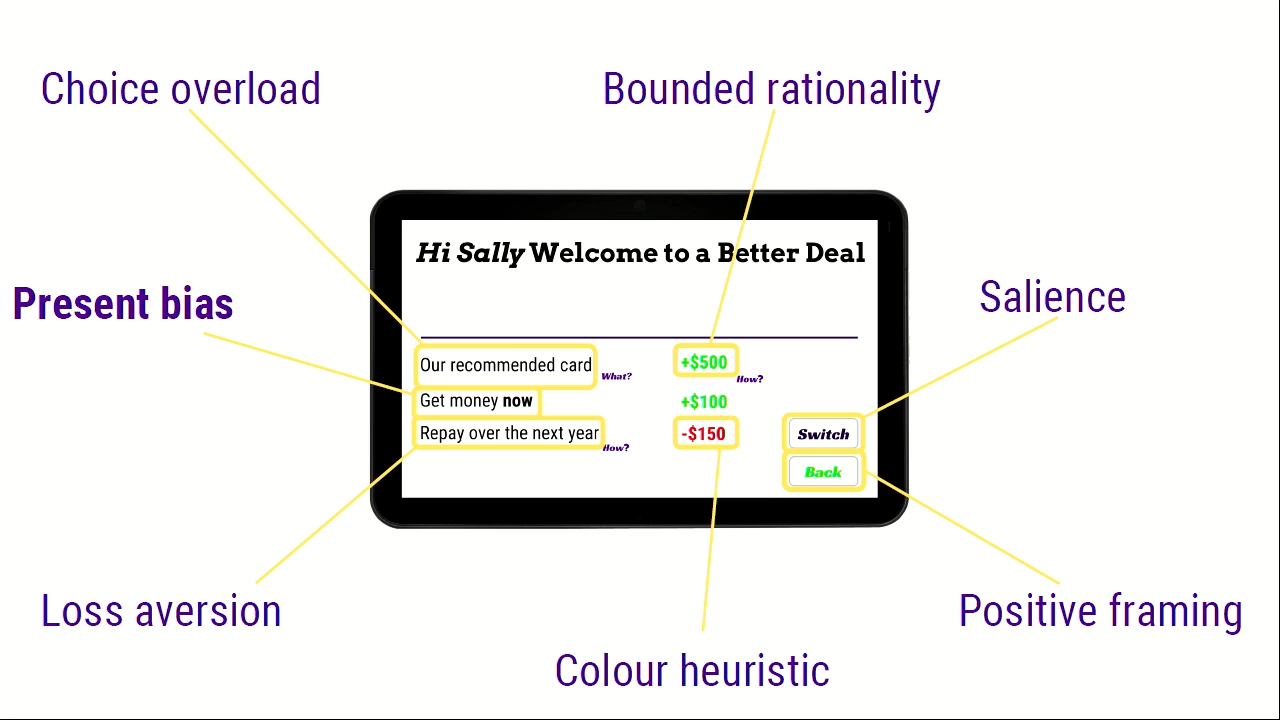 Choice overload
Bounded rationality
Hi Sally Welcome to a Better Deal
Present bias
Salience
Our recommended card What?
+$500 How?
Get money now
+$100
Repay over the next year How?
-$150
Switch
Back
Loss aversion
Positive framing
Colour heuristic